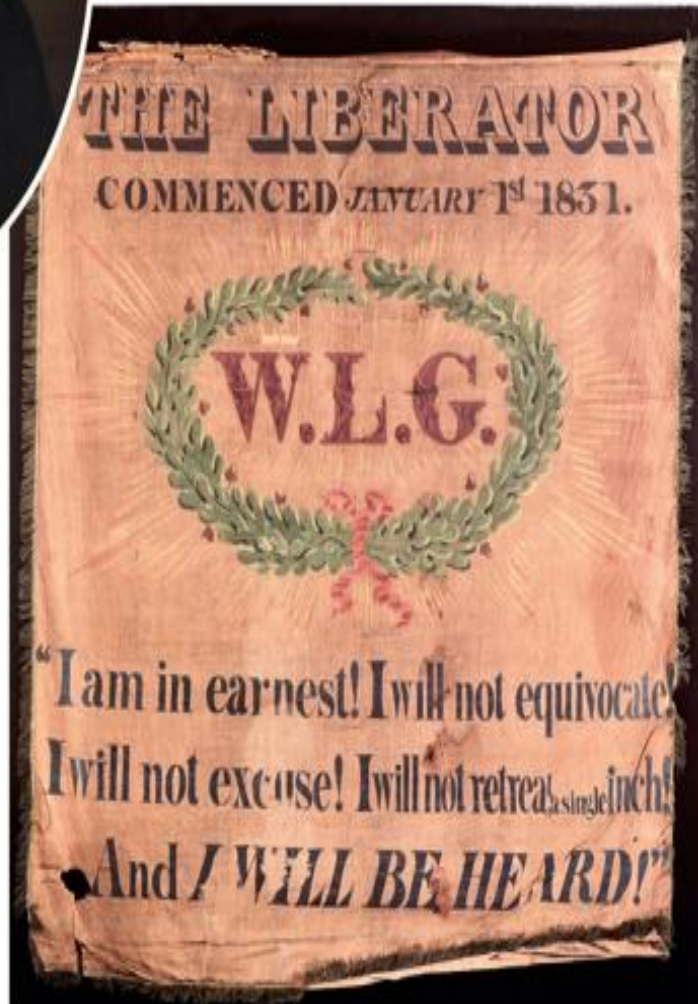 THE LIBERATOR
COMMENCED JANUARY 1st 1831.
W.L.G.
“I am in earnest! I will not equivocate!
I will not excuse! I will not retreat a single inch!
And I WILL BE HEARD!”